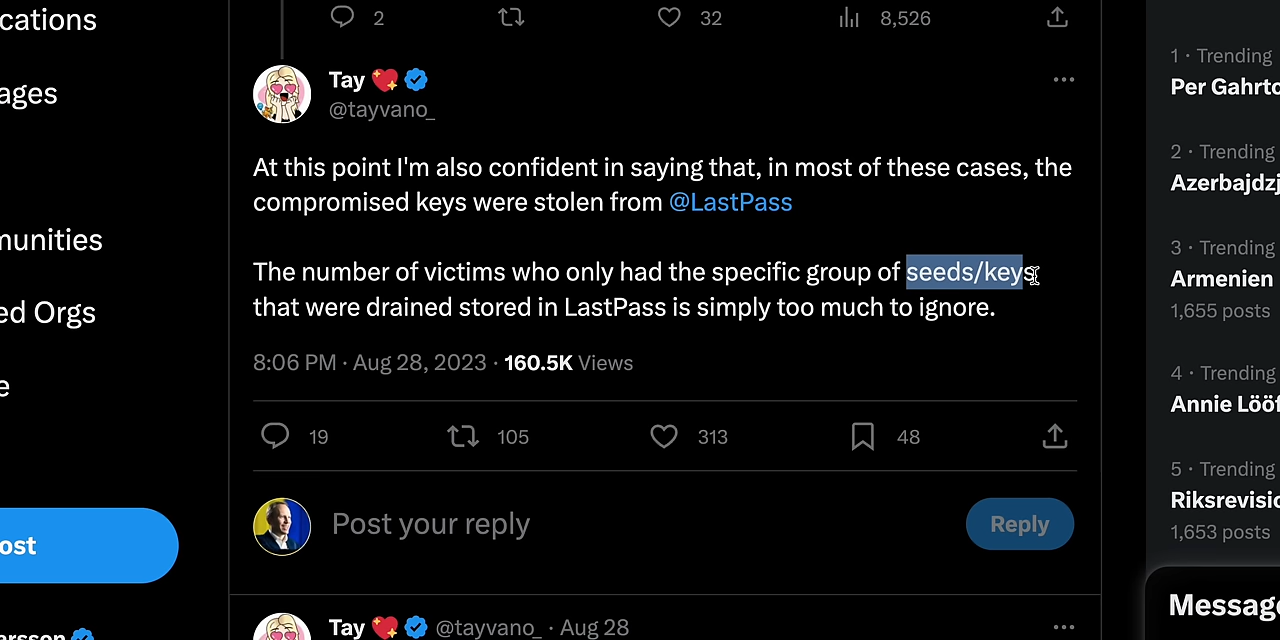 cations
ages
munities
ed Orgs
e
ost
arsson
2 32 8,526
Tay
@tayvano_
At this point I'm also confident in saying that, in most of these cases, the
compromised keys were stolen from @LastPass
The number of victims who only had the specific group of seeds/keys
that were drained stored in LastPass is simply too much to ignore.
8:06 PM · Aug 28, 2023 · 160.5K Views
19 105 313 48
Post your reply
Reply
Tay @tayvano_ · Aug 28
1 · Trending
Per Gahrto
2 · Trending
Azerbajdzj
3 · Trending
Armenien
1,655 posts
4 · Trending
Annie Lööf
5 · Trending
Riksrevisio
1,653 posts
Message